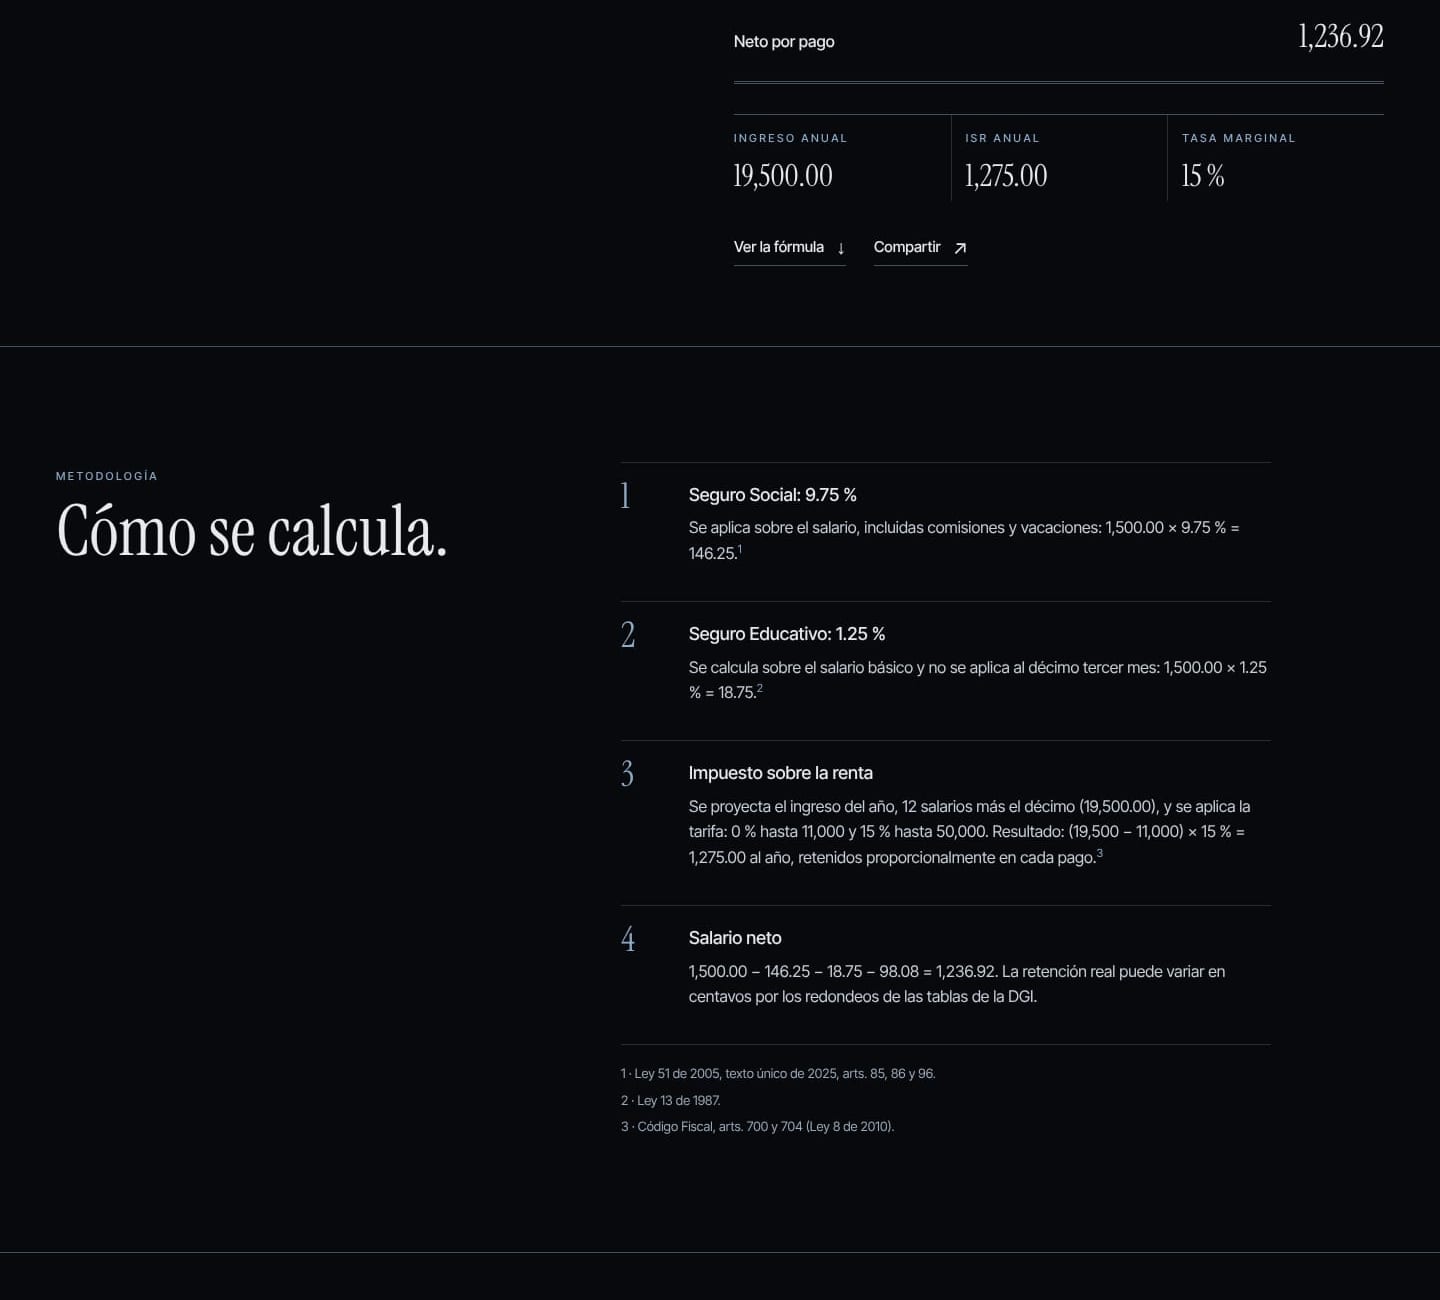 Neto por pago 1,236.92
INGRESO ANUAL ISR ANUAL TASA MARGINAL
19,500.00 1,275.00 15 %
Ver la fórmula ↓ Compartir ↗
METODOLOGÍA
Cómo se calcula.
1 Seguro Social: 9.75 %
Se aplica sobre el salario, incluidas comisiones y vacaciones: 1,500.00 × 9.75 % =
146.25.1
2 Seguro Educativo: 1.25 %
Se calcula sobre el salario básico y no se aplica al décimo tercer mes: 1,500.00 × 1.25
% = 18.75.2
3 Impuesto sobre la renta
Se proyecta el ingreso del año, 12 salarios más el décimo (19,500.00), y se aplica la
tarifa: 0 % hasta 11,000 y 15 % hasta 50,000. Resultado: (19,500 − 11,000) × 15 % =
1,275.00 al año, retenidos proporcionalmente en cada pago.3
4 Salario neto
1,500.00 − 146.25 − 18.75 − 98.08 = 1,236.92. La retención real puede variar en
centavos por los redondeos de las tablas de la DGI.
1 · Ley 51 de 2005, texto único de 2025, arts. 85, 86 y 96.
2 · Ley 13 de 1987.
3 · Código Fiscal, arts. 700 y 704 (Ley 8 de 2010).